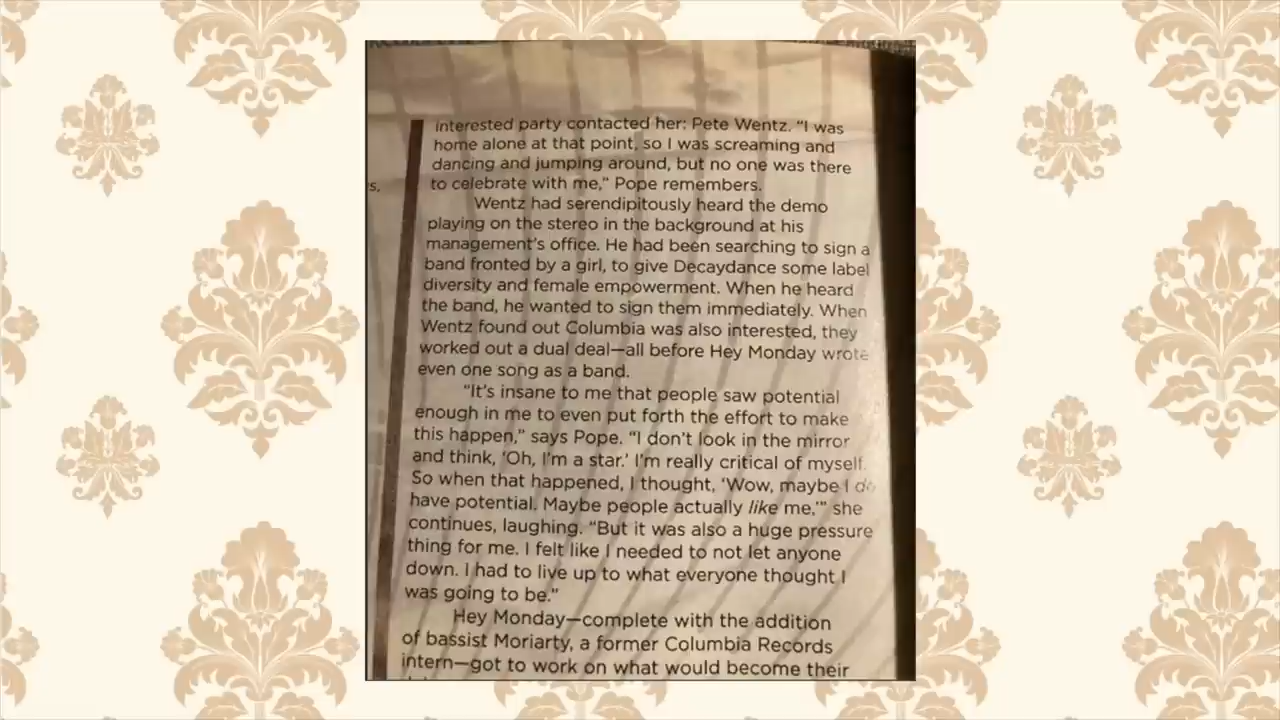 interested party contacted her: Pete Wentz. “I was
home alone at that point, so I was screaming and
dancing and jumping around, but no one was there
s, to celebrate with me,” Pope remembers.
Wentz had serendipitously heard the demo
playing on the stereo in the background at his
management’s office. He had been searching to sign a
band fronted by a girl, to give Decaydance some label
diversity and female empowerment. When he heard
the band, he wanted to sign them immediately. When
Wentz found out Columbia was also interested, they
worked out a dual deal—all before Hey Monday wrote
even one song as a band.
“It’s insane to me that people saw potential
enough in me to even put forth the effort to make
this happen,” says Pope. “I don’t look in the mirror
and think, ‘Oh, I’m a star.’ I’m really critical of myself.
So when that happened, I thought, ‘Wow, maybe I do
have potential. Maybe people actually like me,’” she
continues, laughing. “But it was also a huge pressure
thing for me. I felt like I needed to not let anyone
down. I had to live up to what everyone thought I
was going to be.”
Hey Monday—complete with the addition
of bassist Moriarty, a former Columbia Records
intern—got to work on what would become their